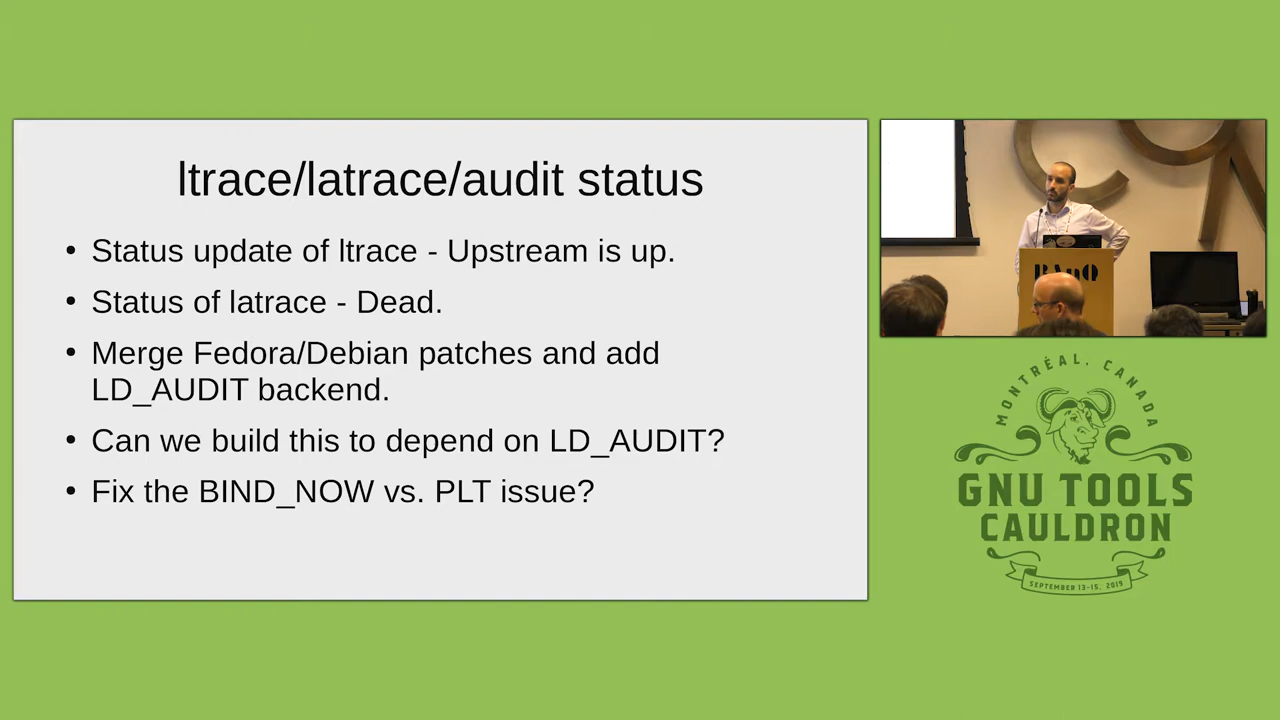 ltrace/latrace/audit status
• Status update of ltrace - Upstream is up.
• Status of latrace - Dead.
• Merge Fedora/Debian patches and add
LD_AUDIT backend.
• Can we build this to depend on LD_AUDIT?
• Fix the BIND_NOW vs. PLT issue?
BAnQ
MONTRÉAL, CANADA
GNU TOOLS
CAULDRON
SEPTEMBER 13-15, 2019